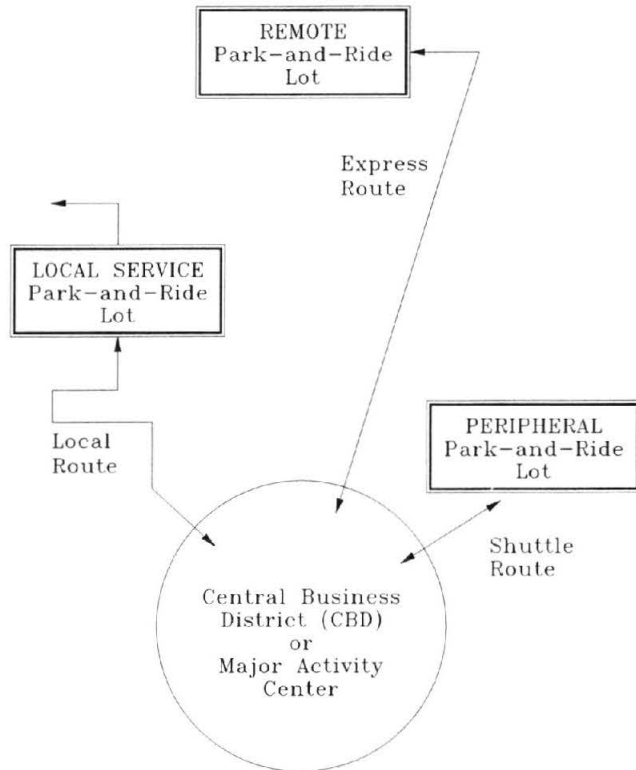 REMOTE
Park-and-Ride
Lot
Express
Route
LOCAL SERVICE
Park-and-Ride
Lot
Local
Route
PERIPHERAL
Park-and-Ride
Lot
Shuttle
Route
Central Business
District (CBD)
or
Major Activity
Center